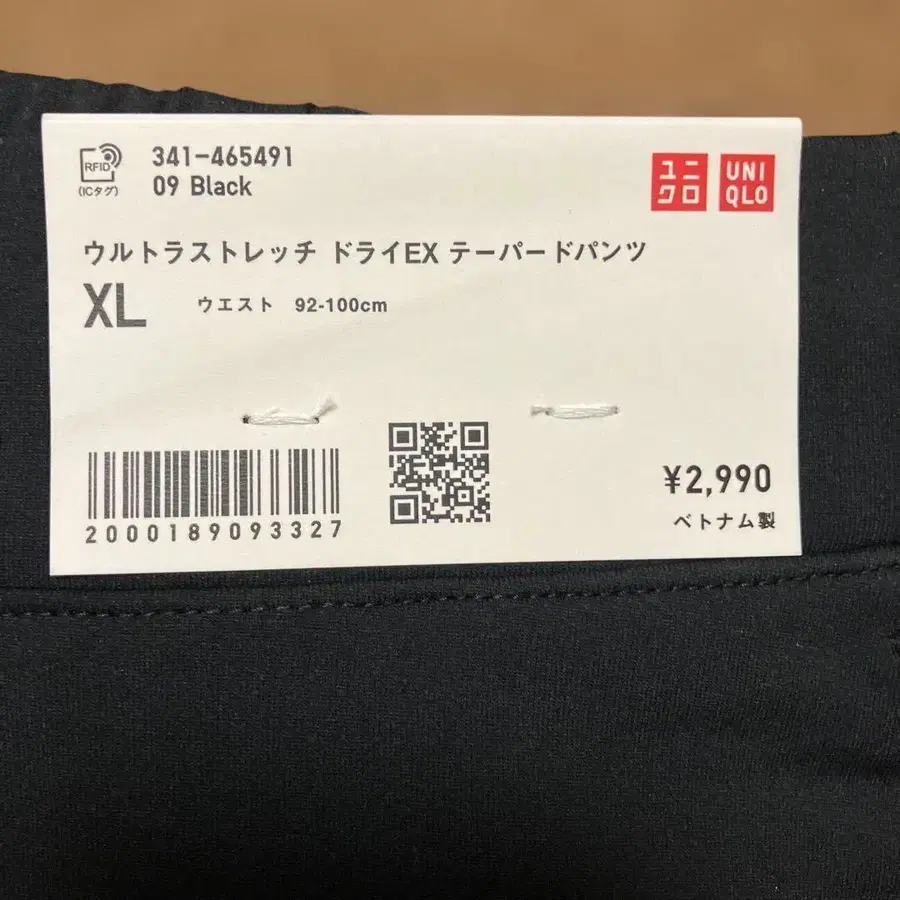 RFID
(ICタグ)
341-465491
09 Black
ユニクロ
UNIQLO
ウルトラストレッチ ドライEX テーパードパンツ
XL ウエスト 92-100cm
2000189093327
¥2,990
ベトナム製